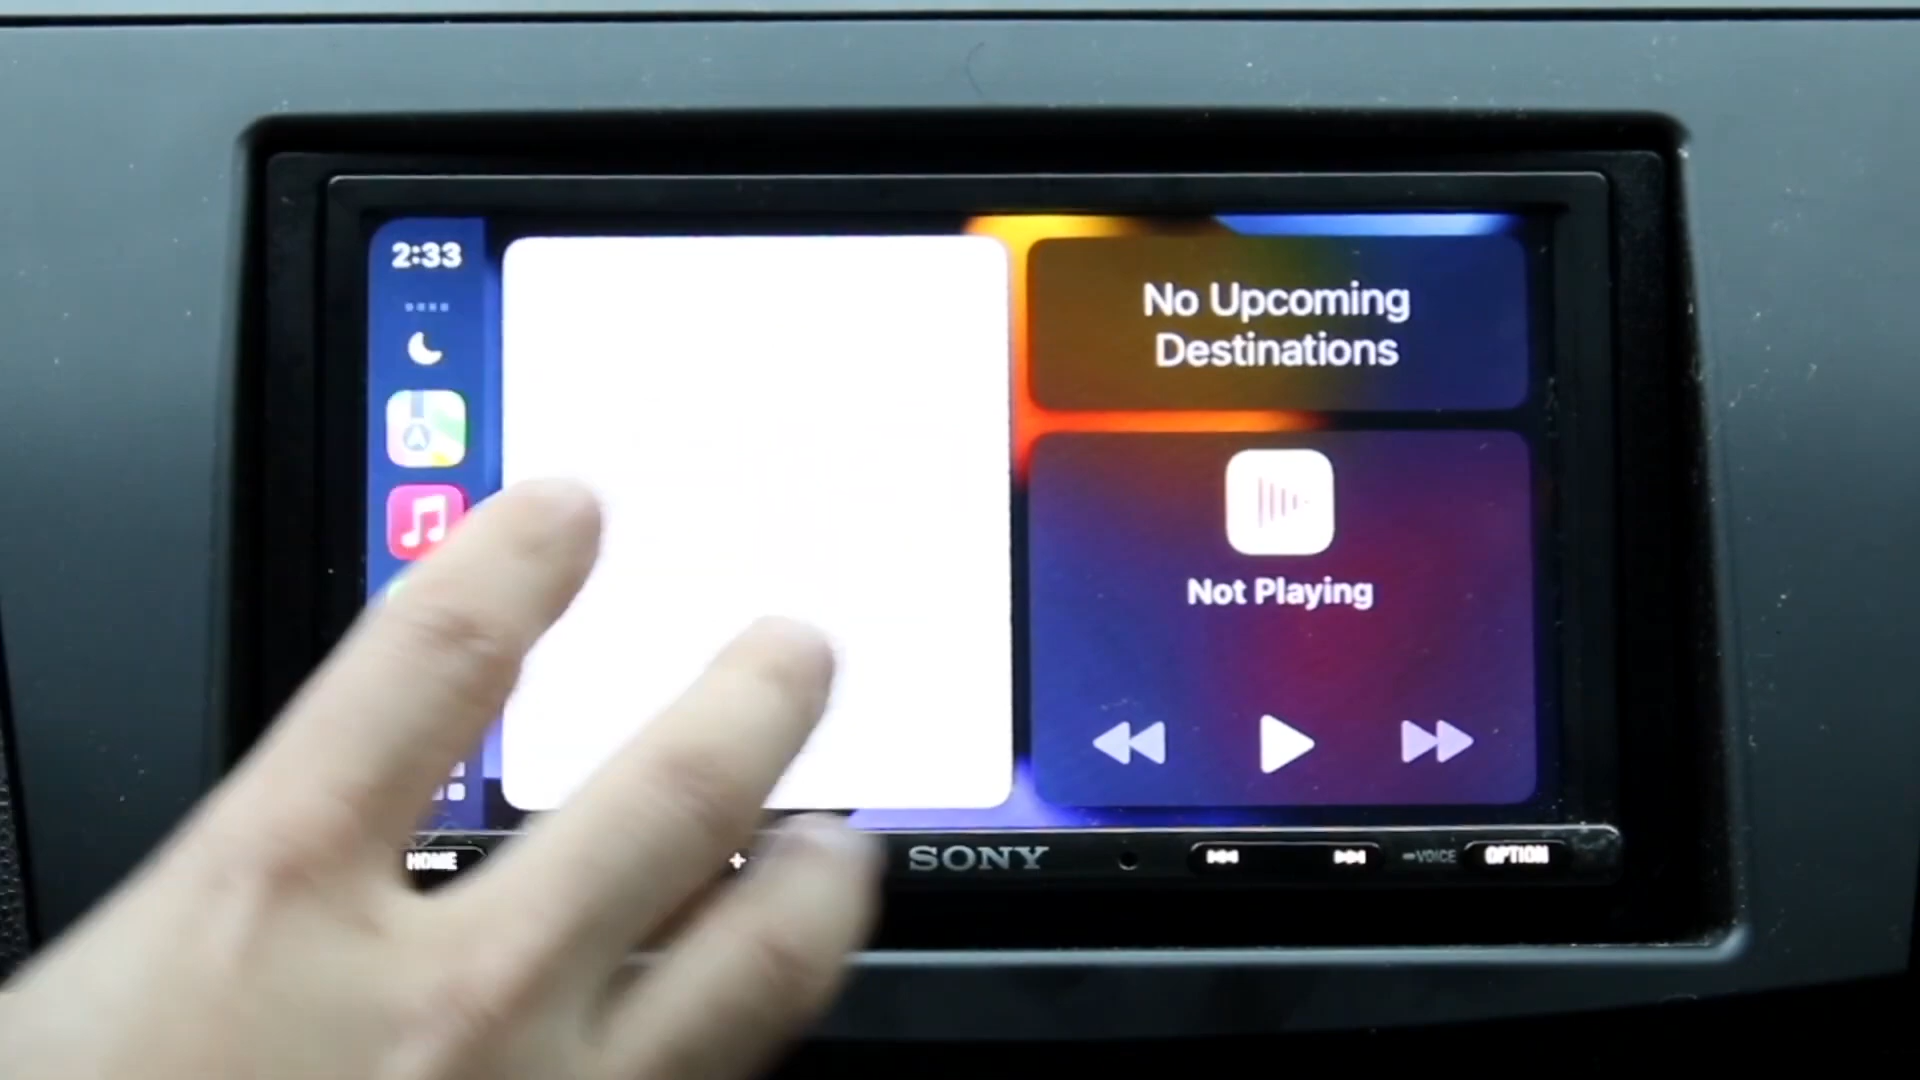 2:33
No Upcoming
Destinations
Not Playing
HOME
+
SONY
VOICE
OPTION